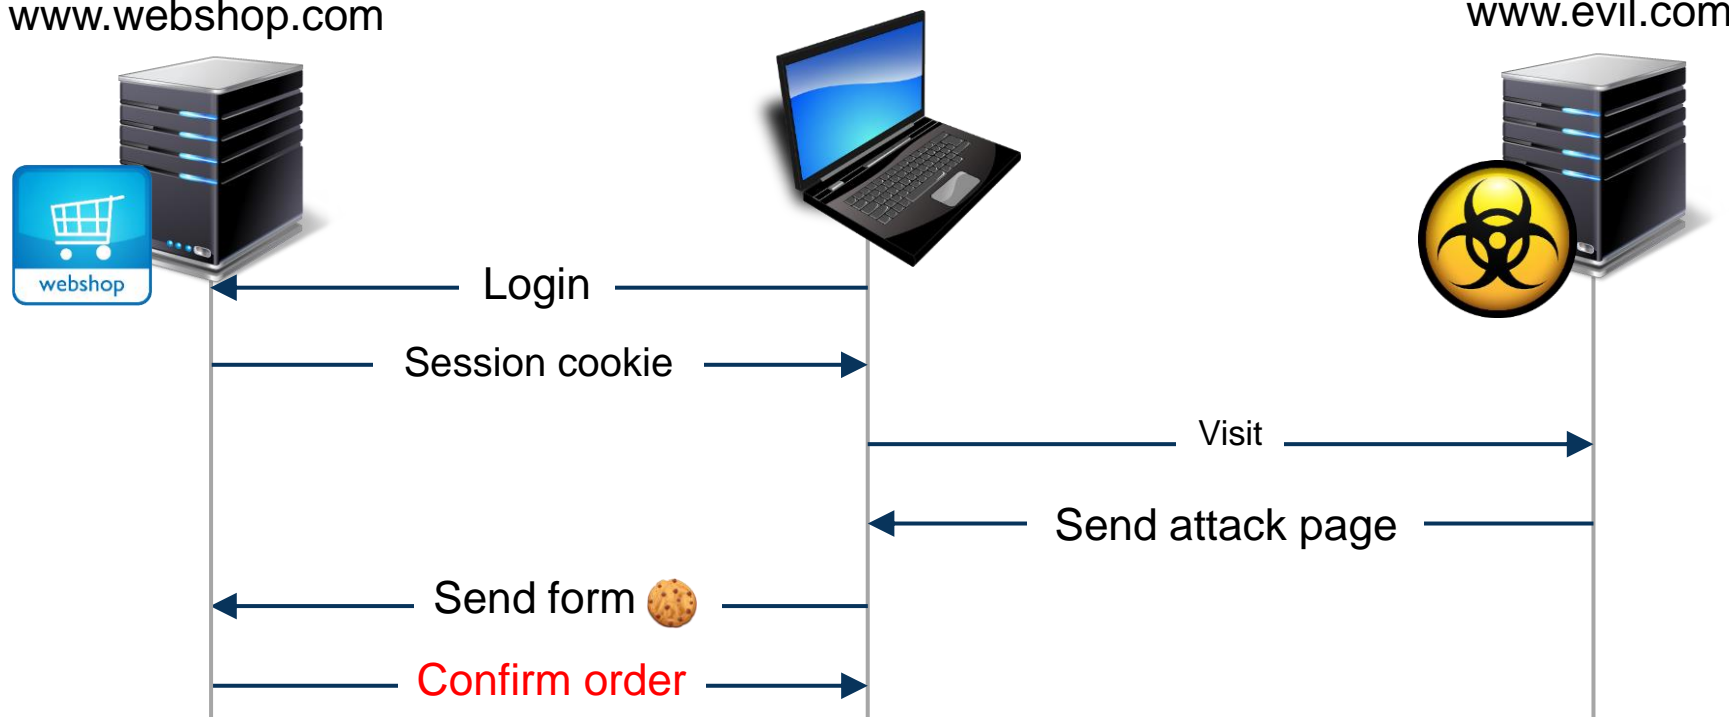 www.webshop.com
www.evil.com
webshop
Login
Session cookie
Visit
Send attack page
Send form
Confirm order